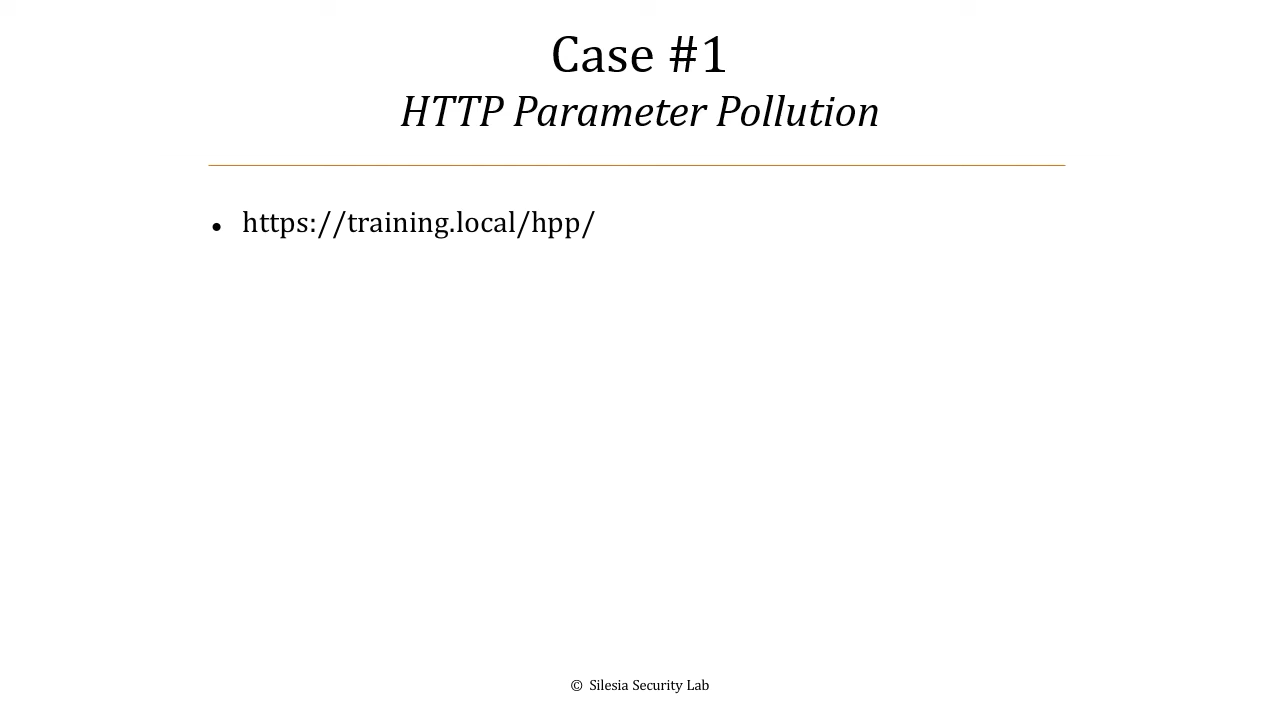 Case #1
HTTP Parameter Pollution
• https://training.local/hpp/
© Silesia Security Lab